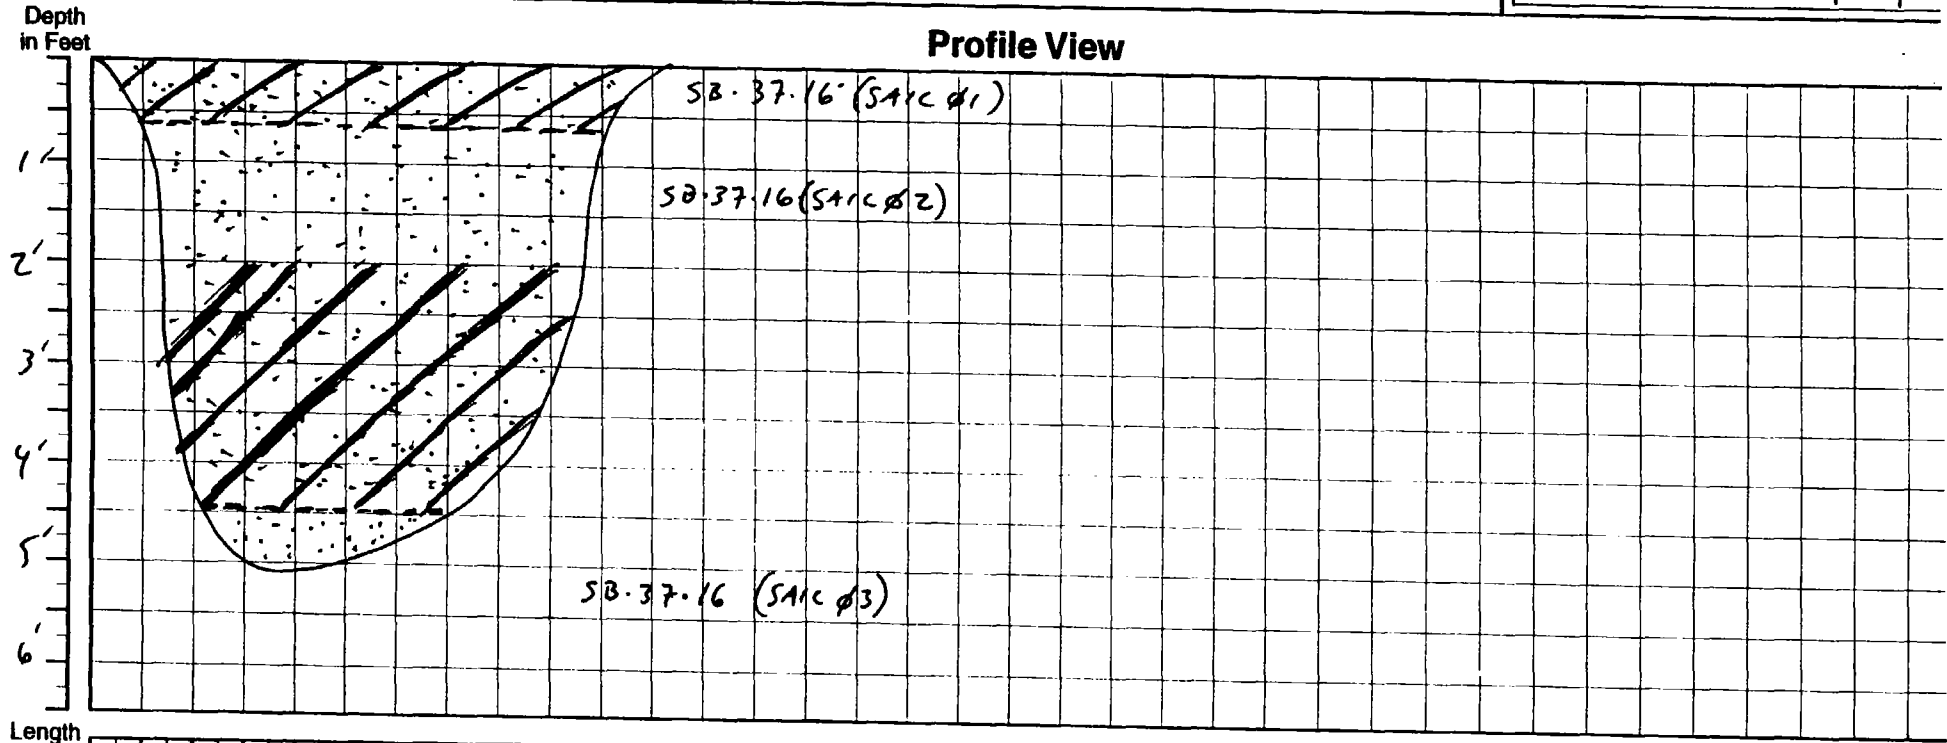 Depth
in Feet
Profile View
SB.37.16 (SAIC Ø1)
1'
SB.37.16 (SAIC Ø2)
2'
3'
4'
5'
SB.37.16 (SAIC Ø3)
6'
Length